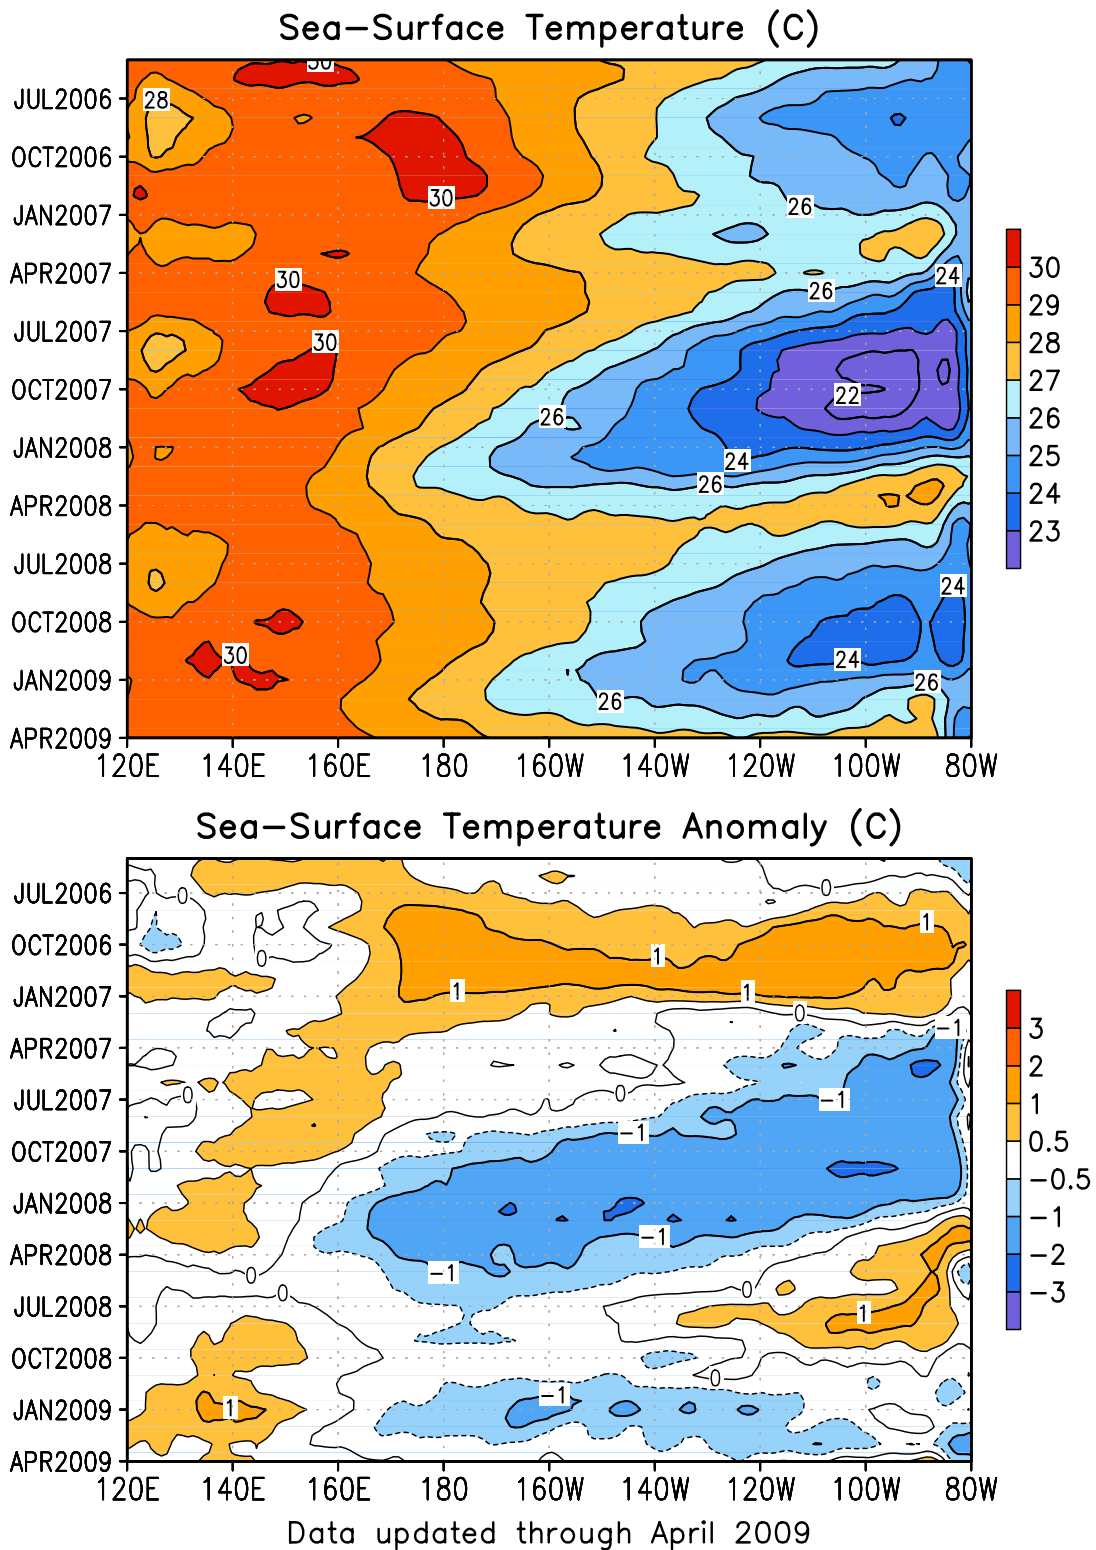 Sea-Surface Temperature (C)
JUL2006
OCT2006
JAN2007
APR2007
JUL2007
OCT2007
JAN2008
APR2008
JUL2008
OCT2008
JAN2009
APR2009
120E 140E 160E 180 160W 140W 120W 100W 80W
30
28
30
26
30
24
26
30
22
26
24
26
24
30
24
26
26
30
29
28
27
26
25
24
23
Sea-Surface Temperature Anomaly (C)
JUL2006
OCT2006
JAN2007
APR2007
JUL2007
OCT2007
JAN2008
APR2008
JUL2008
OCT2008
JAN2009
APR2009
120E 140E 160E 180 160W 140W 120W 100W 80W
0
0
1
0
1
1
1
0
-1
0
0
-1
-1
-1
-1
0
0
0
1
0
-1
1
3
2
1
0.5
-0.5
-1
-2
-3
Data updated through April 2009